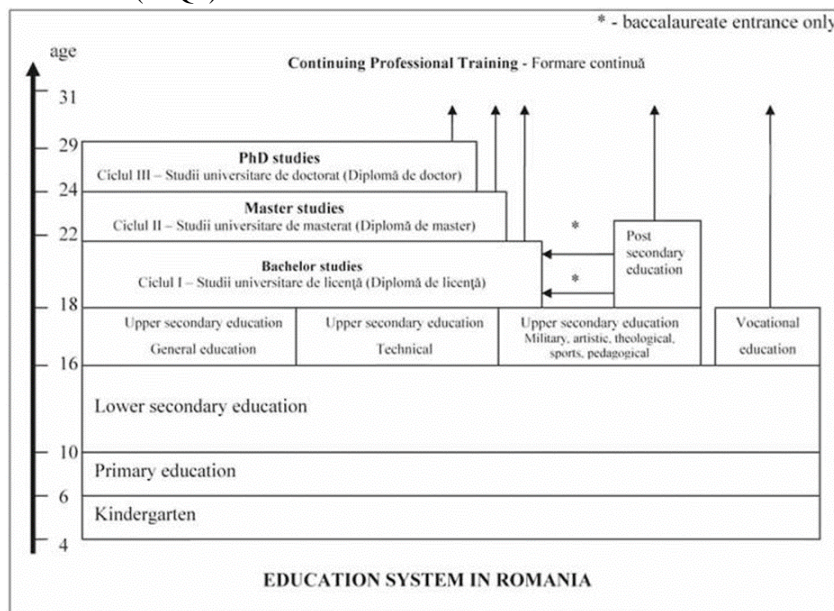 * - baccalaureate entrance only
age
Continuing Professional Training - Formare continuă
31
29
PhD studies
Ciclul III – Studii universitare de doctorat (Diplomă de doctor)
24
Master studies
Ciclul II – Studii universitare de masterat (Diplomă de master)
22
*
Post
secondary
education
Bachelor studies
Ciclul I – Studii universitare de licenţă (Diplomă de licenţă)
*
18
Upper secondary education
General education
Upper secondary education
Technical
Upper secondary education
Military, artistic, theological,
sports, pedagogical
Vocational
education
16
Lower secondary education
10
Primary education
6
Kindergarten
4
EDUCATION SYSTEM IN ROMANIA